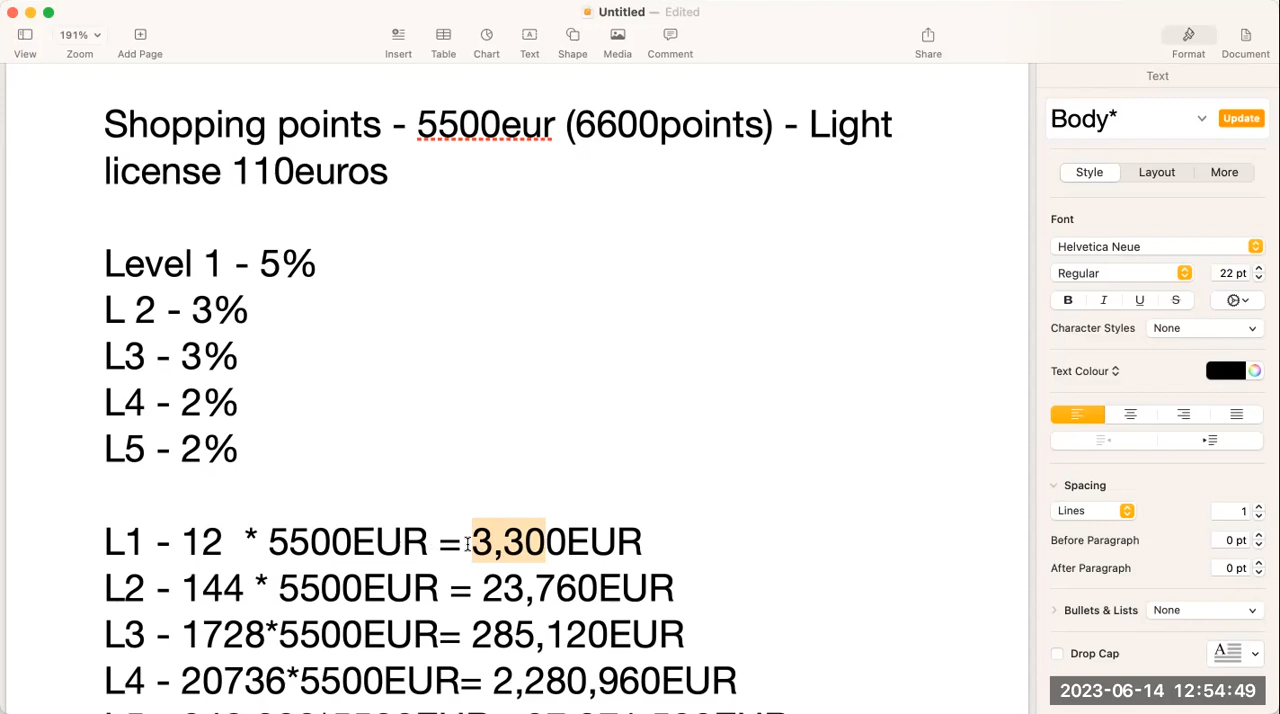 Untitled — Edited
191%
View
Zoom
Add Page
Insert
Table
Chart
Text
Shape
Media
Comment
Share
Format
Document
Shopping points - 5500eur (6600points) - Light
license 110euros
Level 1 - 5%
L 2 - 3%
L3 - 3%
L4 - 2%
L5 - 2%
L1 - 12 * 5500EUR =3,300EUR
L2 - 144 * 5500EUR = 23,760EUR
L3 - 1728*5500EUR= 285,120EUR
L4 - 20736*5500EUR= 2,280,960EUR
Text
Body*
Update
Style
Layout
More
Font
Helvetica Neue
Regular
22 pt
B I U S
Character Styles
None
Text Colour
Spacing
Lines
1
Before Paragraph
0 pt
After Paragraph
0 pt
Bullets & Lists
None
Drop Cap
A
2023-06-14 12:54:49